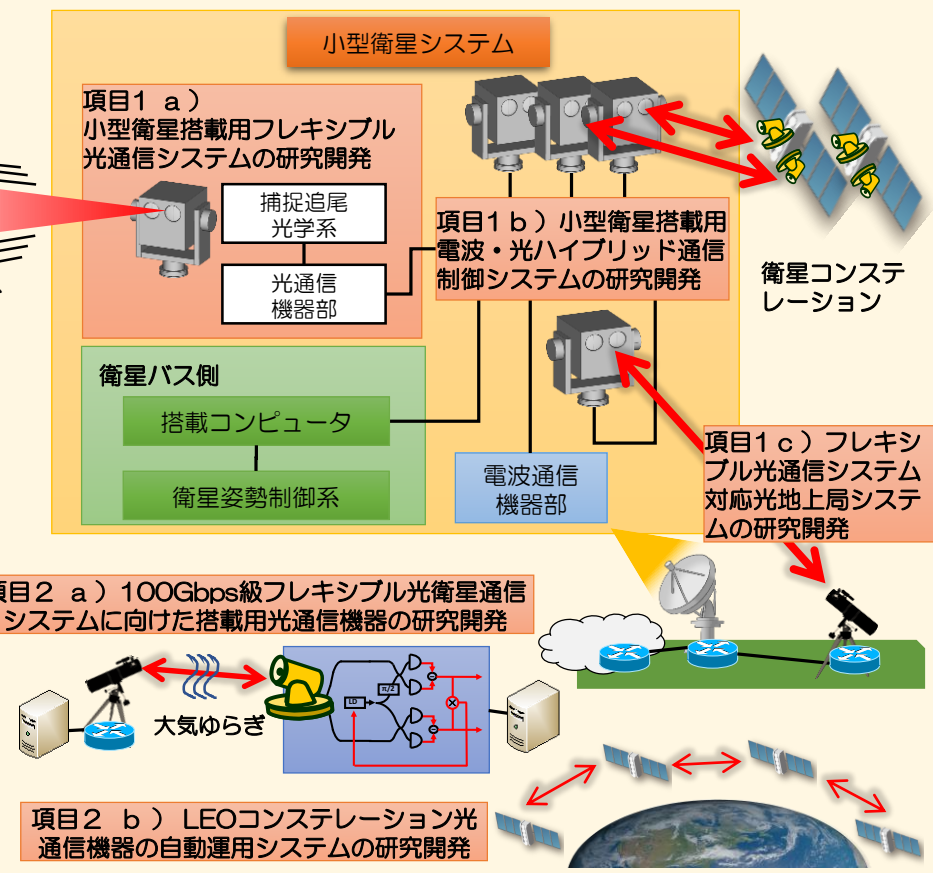 小型衛星システム
項目1 a)
小型衛星搭載用フレキシブル
光通信システムの研究開発
捕捉追尾
光学系
光通信
機器部
項目1b)小型衛星搭載用
電波・光ハイブリッド通信
制御システムの研究開発
衛星コンステ
レーション
衛星バス側
搭載コンピュータ
衛星姿勢制御系
電波通信
機器部
項目1c)フレキシ
ブル光通信システム
対応光地上局システ
ムの研究開発
項目2 a)100Gbps級フレキシブル光衛星通信
システムに向けた搭載用光通信機器の研究開発
大気ゆらぎ
LO
π/2
項目2 b) LEOコンステレーション光
通信機器の自動運用システムの研究開発